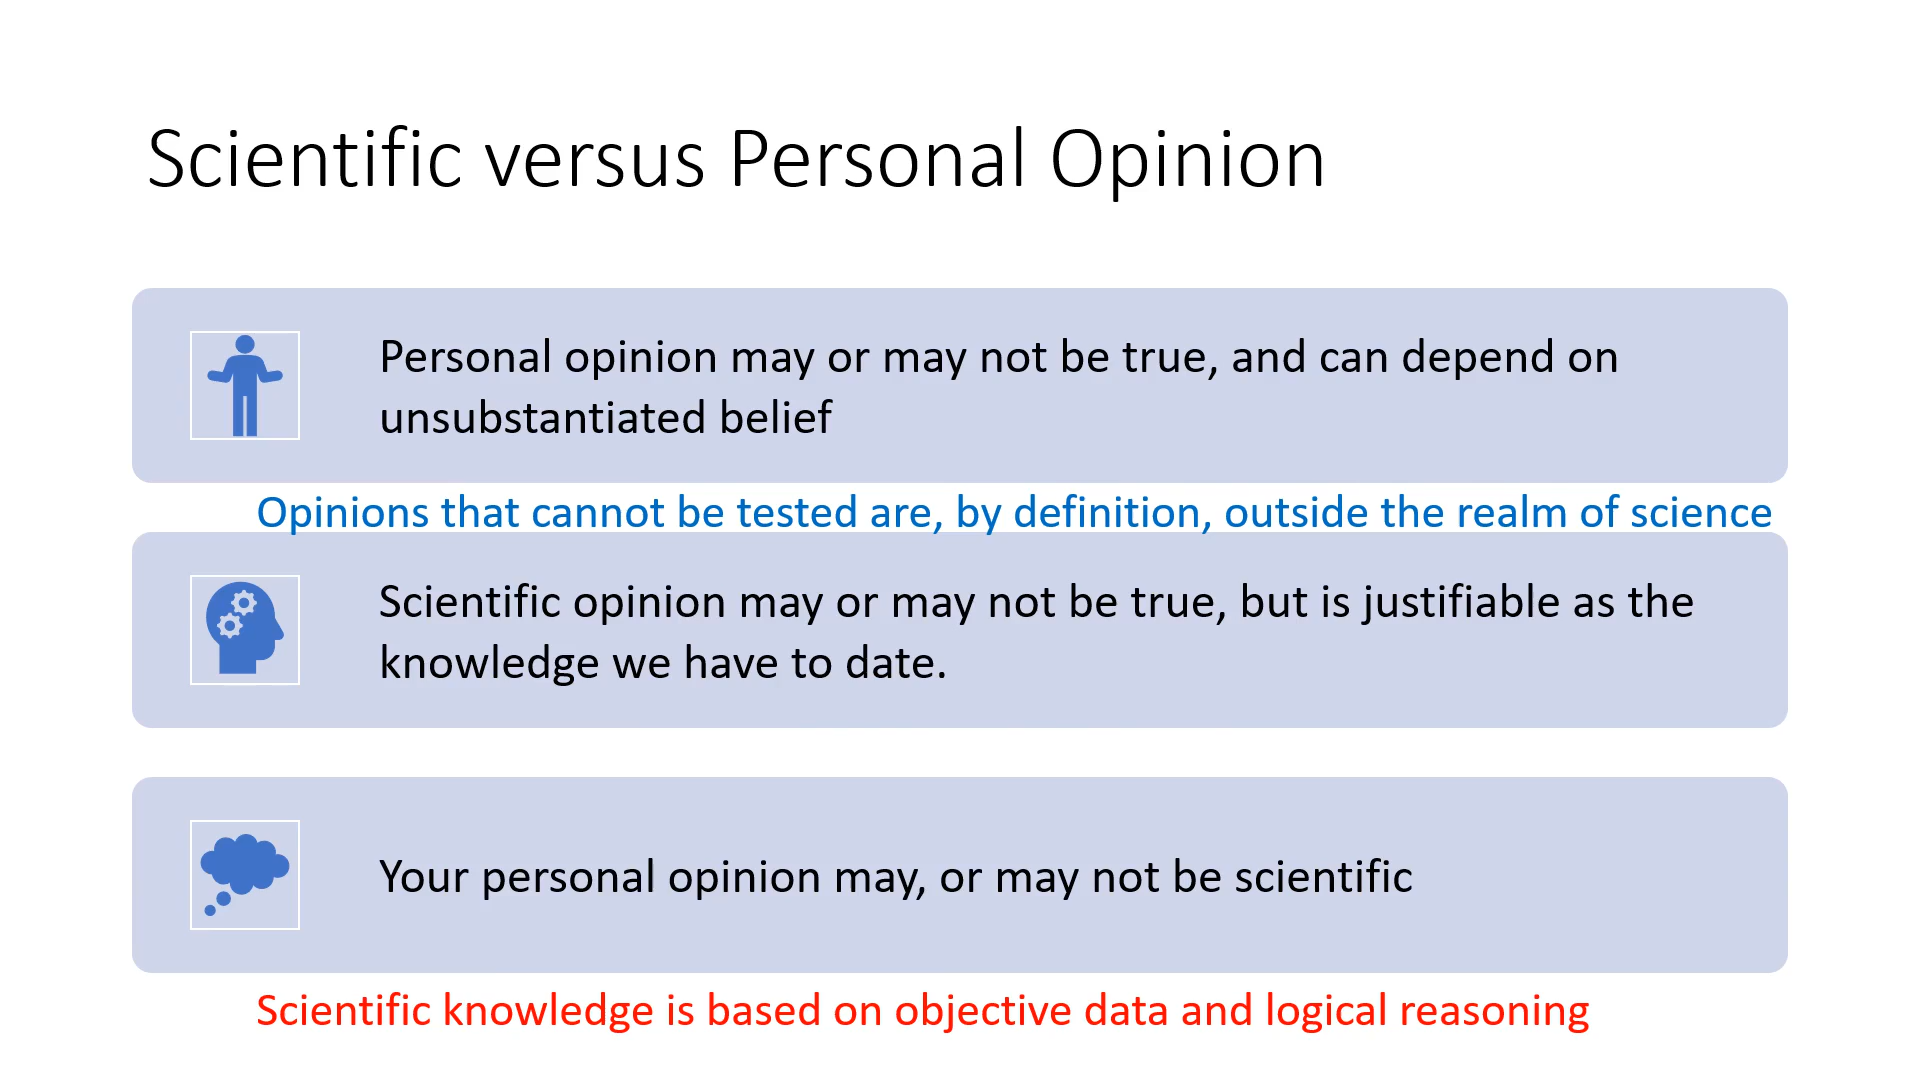 Scientific versus Personal Opinion
Personal opinion may or may not be true, and can depend on
unsubstantiated belief
Opinions that cannot be tested are, by definition, outside the realm of science
Scientific opinion may or may not be true, but is justifiable as the
knowledge we have to date.
Your personal opinion may, or may not be scientific
Scientific knowledge is based on objective data and logical reasoning